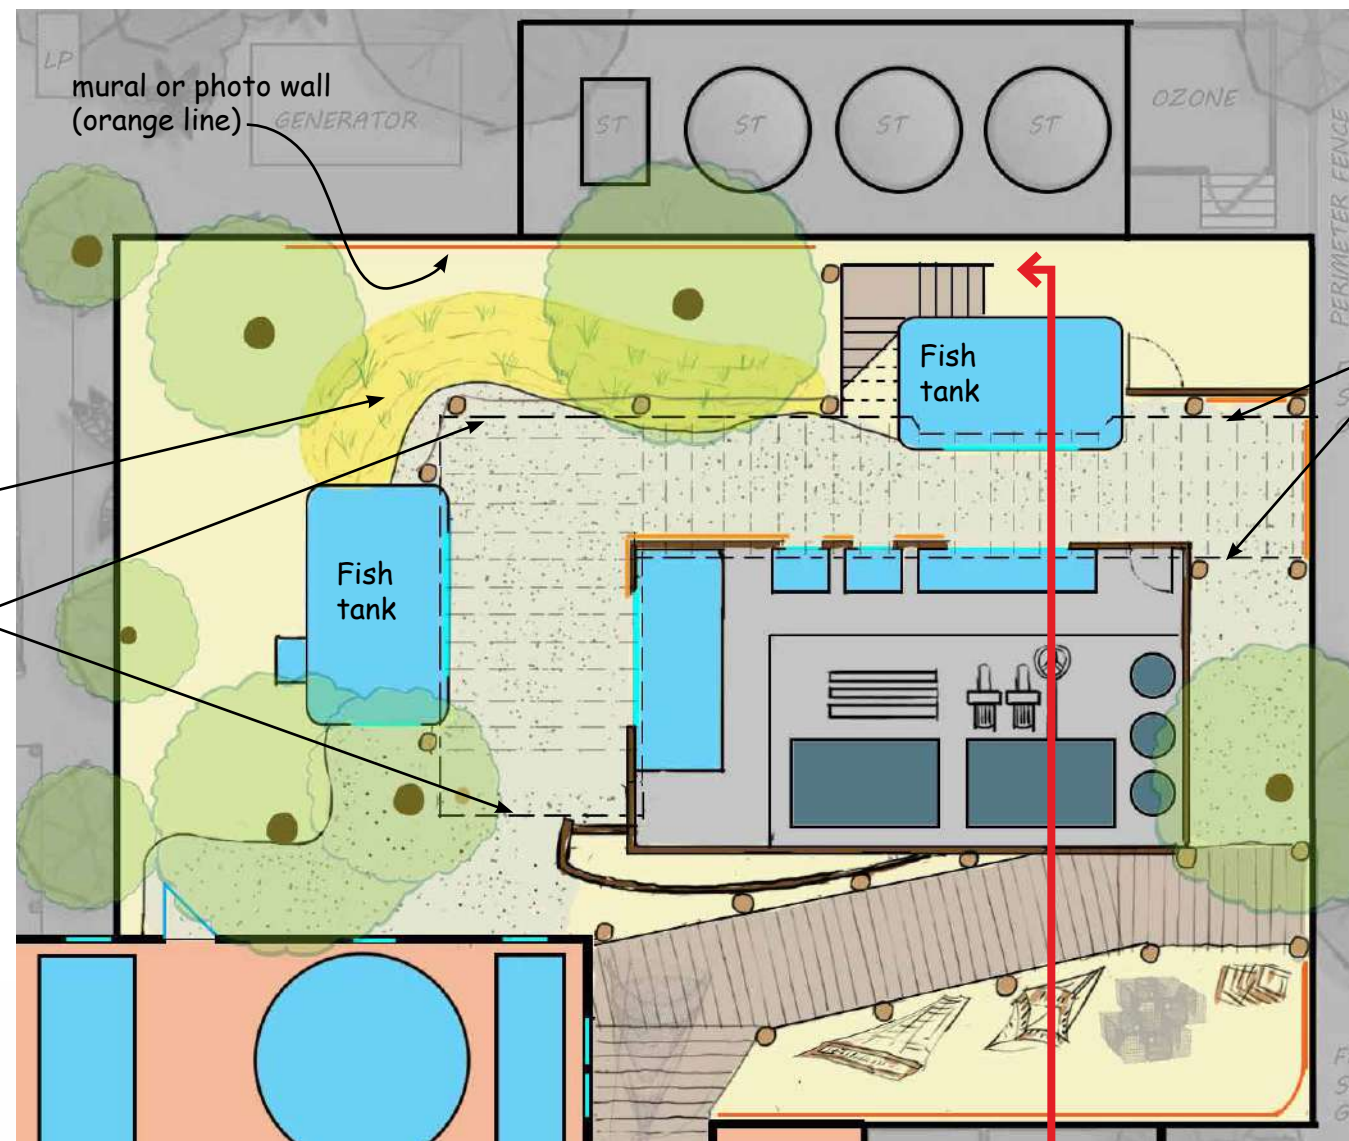 LP
mural or photo wall
(orange line)
GENERATOR
ST
ST
ST
ST
OZONE
PERIMETER FENCE
Fish
tank
Fish
tank